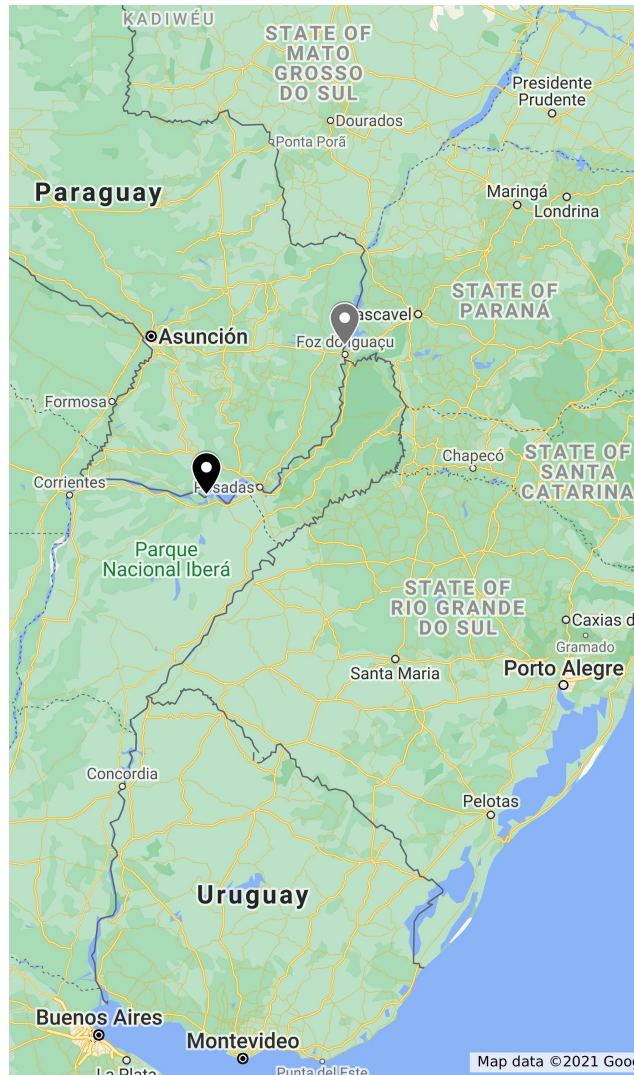 KADIWÉU
STATE OF
MATO
GROSSO
DO SUL
Presidente
Prudente
Dourados
Ponta Porã
Paraguay
Maringá
Londrina
STATE OF
PARANÁ
ascavel
Foz do Iguaçu
Asunción
Formosa
Chapecó
STATE OF
SANTA
CATARINA
Corrientes
Posadas
Parque
Nacional Iberá
STATE OF
RIO GRANDE
DO SUL
Caxias d
Gramado
Santa Maria
Porto Alegre
Concordia
Pelotas
Uruguay
Buenos Aires
Montevideo
La Plata
Punta del Este
Map data ©2021 Goo